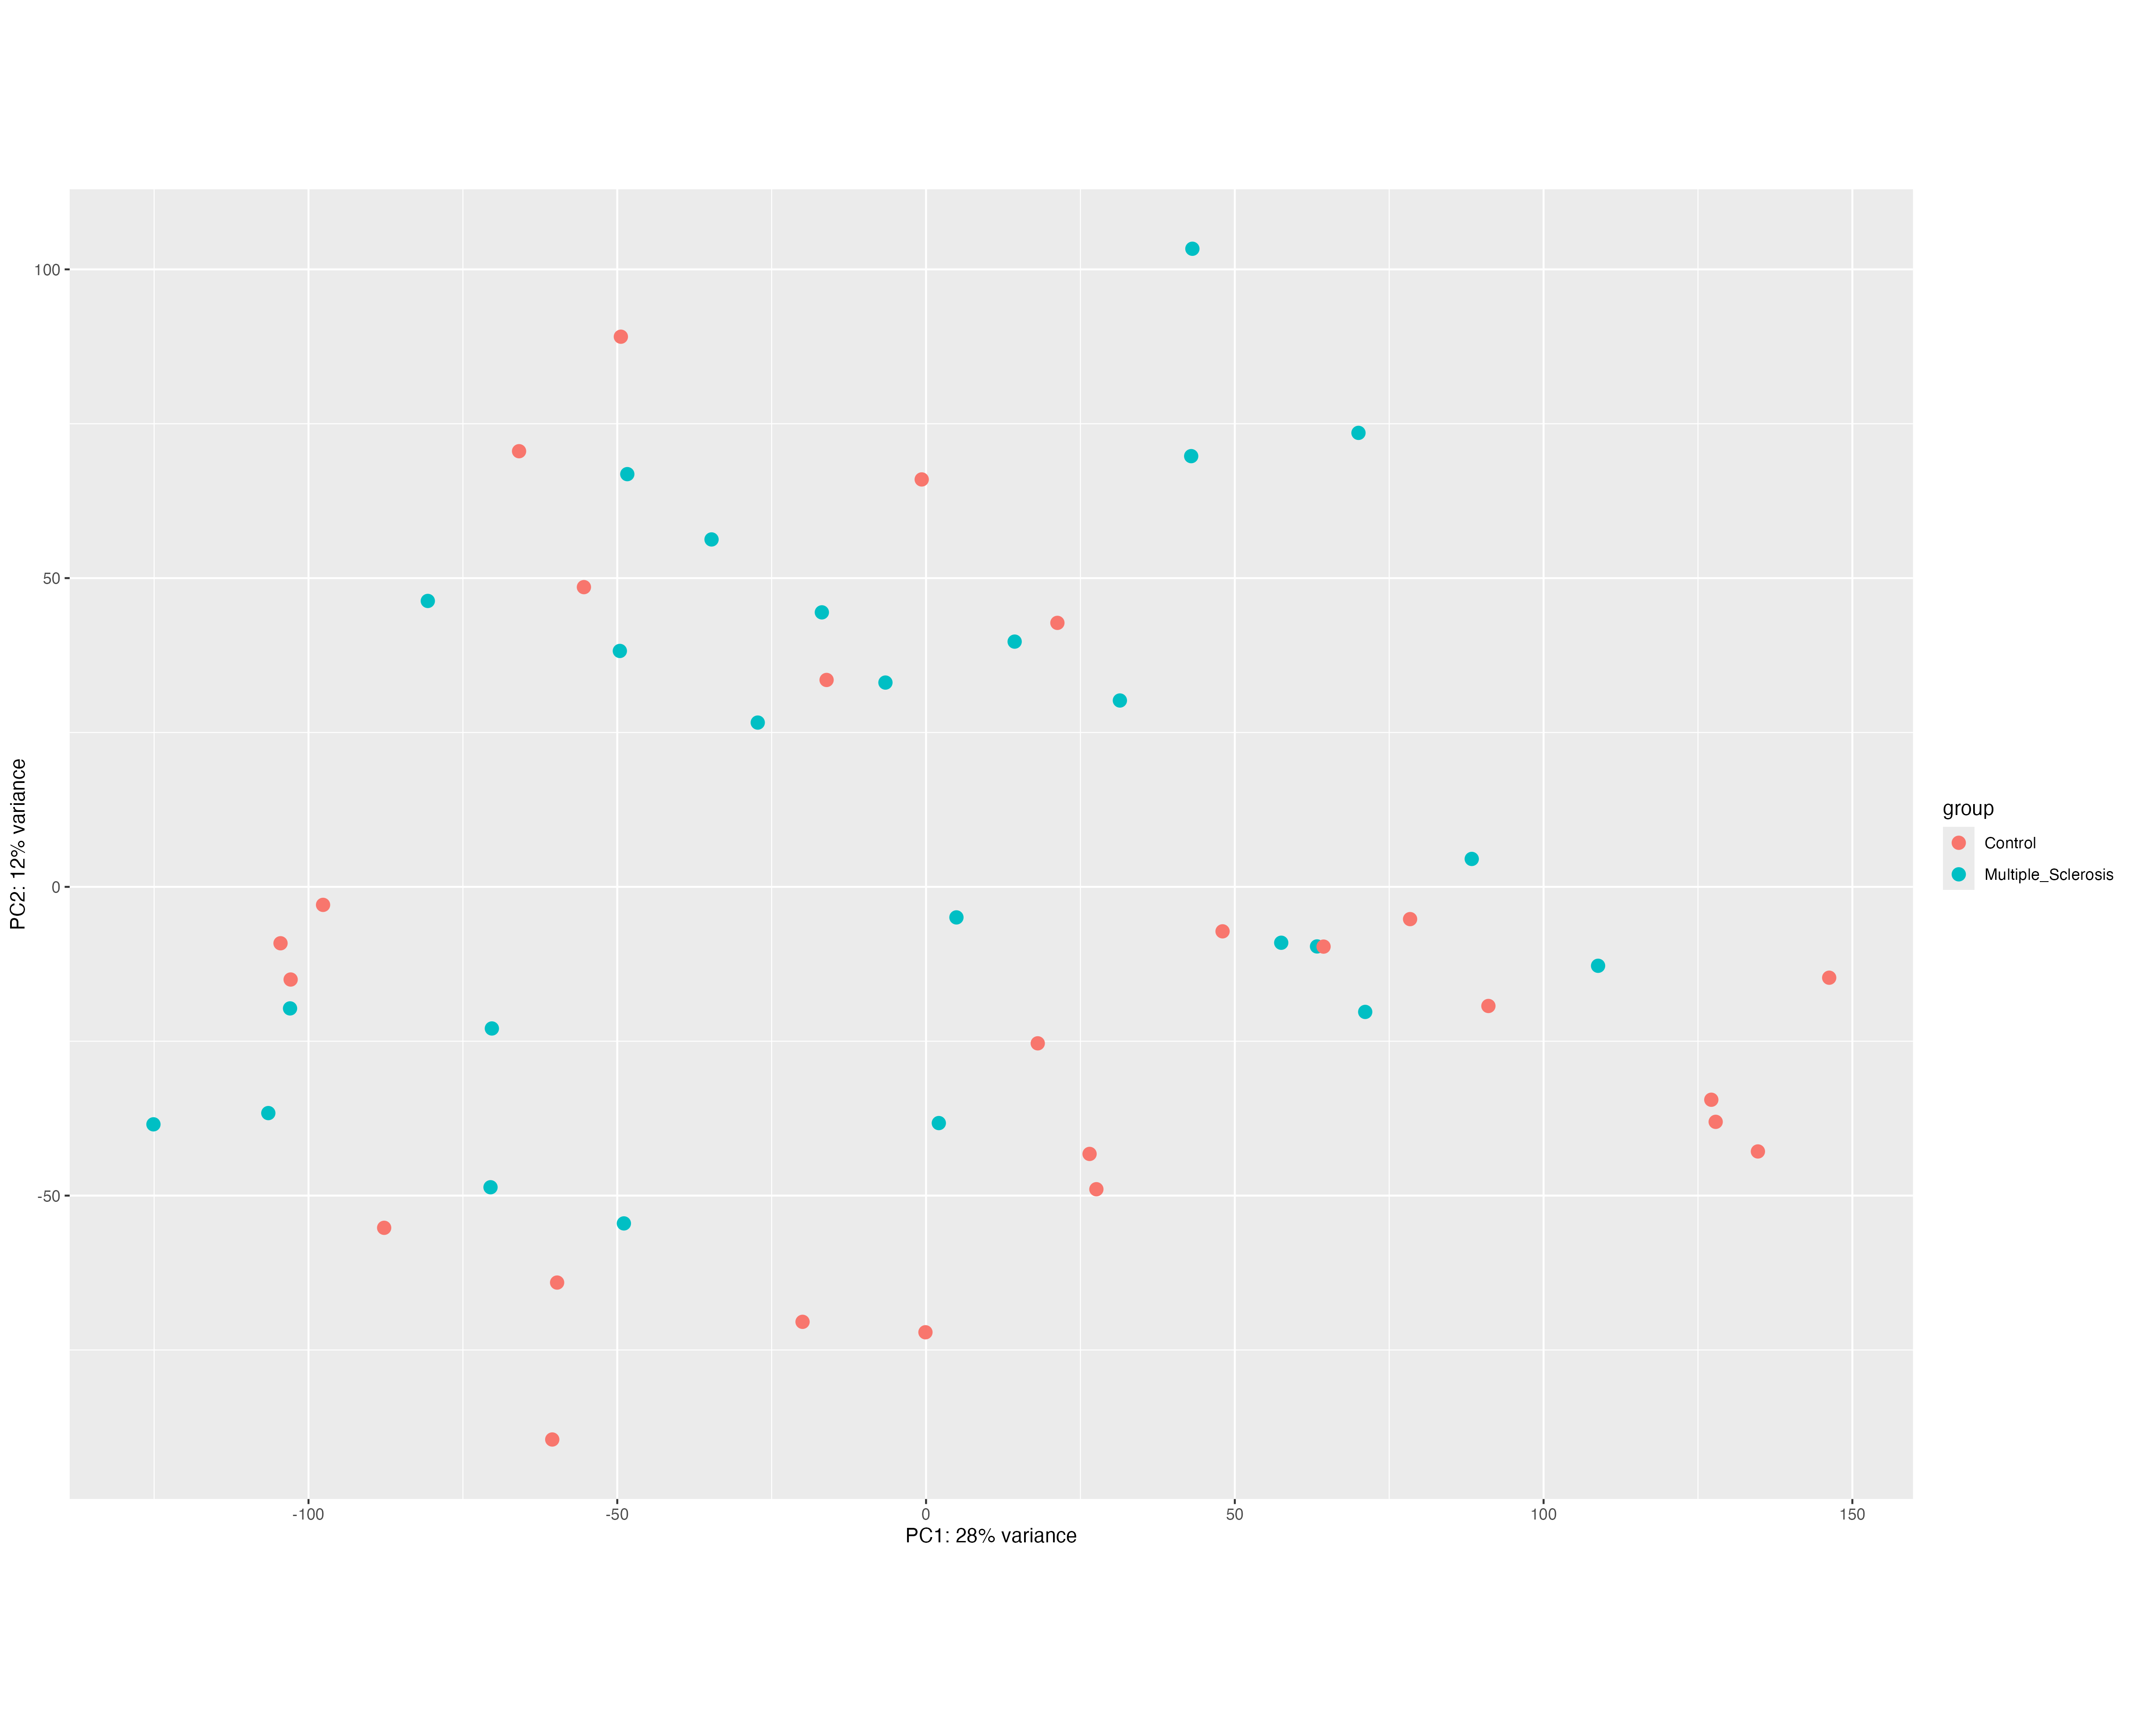 100
50
0
-50
-100
-50
0
50
100
150
PC1: 28% variance
PC2: 12% variance
group
Control
Multiple_Sclerosis